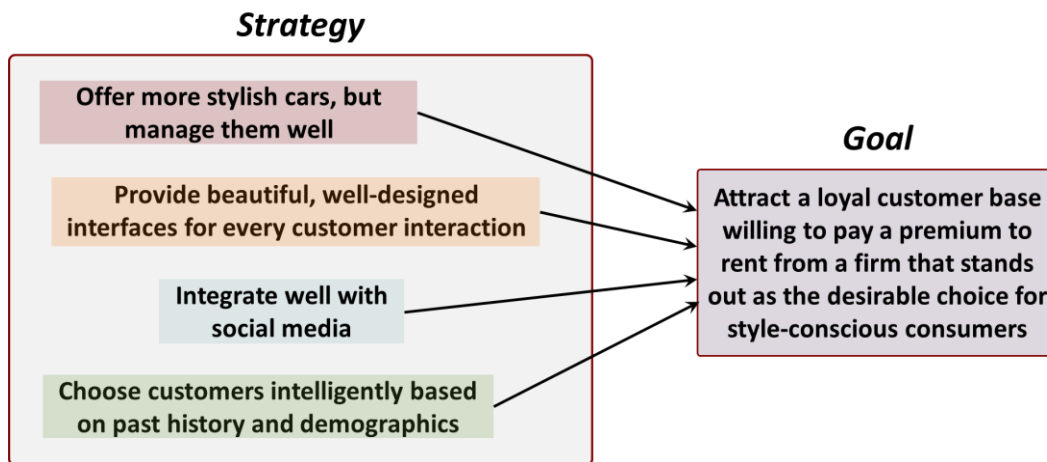 Strategy
Offer more stylish cars, but
manage them well
Provide beautiful, well-designed
interfaces for every customer interaction
Integrate well with
social media
Choose customers intelligently based
on past history and demographics
Goal
Attract a loyal customer base
willing to pay a premium to
rent from a firm that stands
out as the desirable choice for
style-conscious consumers